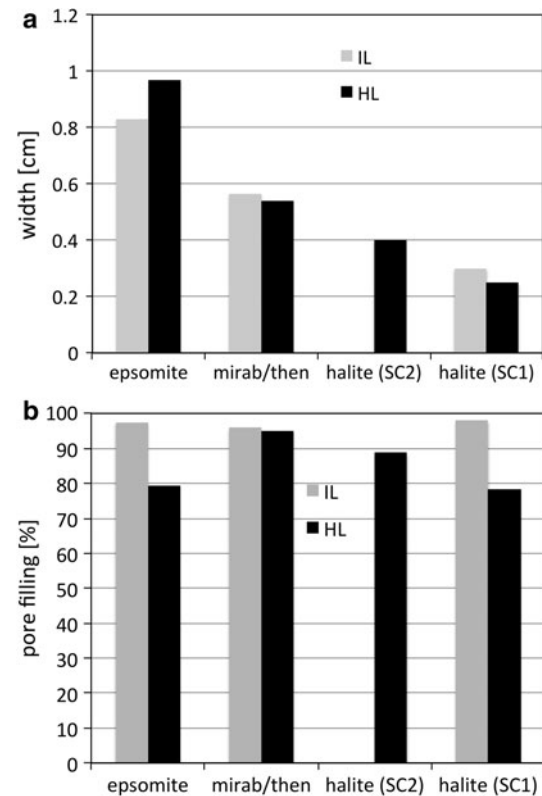 a
1.2
1
0.8
0.6
0.4
0.2
0
width [cm]
IL
HL
epsomite mirab/then halite (SC2) halite (SC1)
b
100
90
80
70
60
50
40
30
20
10
0
pore filling [%]
IL
HL
epsomite mirab/then halite (SC2) halite (SC1)